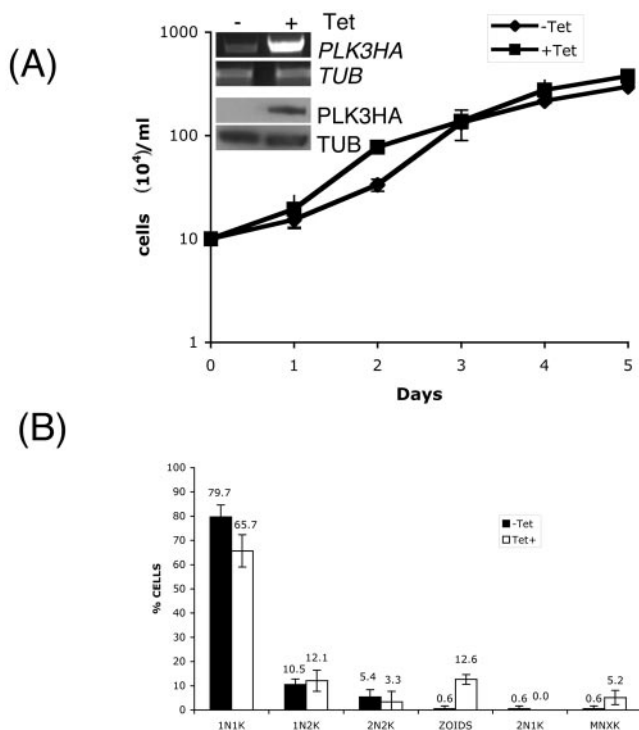 (A)
- + Tet
PLK3HA
TUB
PLK3HA
TUB
-Tet
+Tet
1000
100
10
1
cells (10⁴)/ml
0 1 2 3 4 5
Days
(B)
100
90
80
70
60
50
40
30
20
10
0
% CELLS
79.7
65.7
10.5
12.1
5.4
3.3
0.6
12.6
0.6
0.0
0.6
5.2
-Tet
Tet+
1N1K 1N2K 2N2K ZOIDS 2N1K MNXK